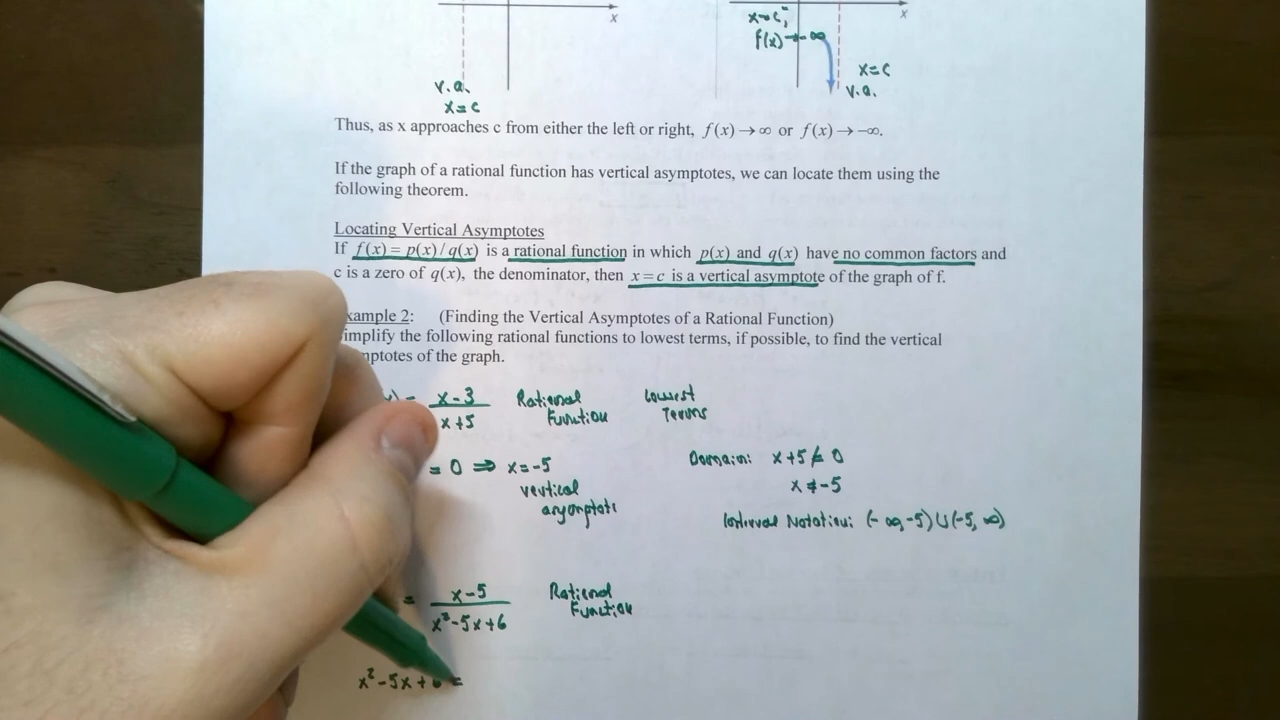 x
x→c⁻,
f(x)→-∞
x
v.a.
x=c
x=c
v.a.
Thus, as x approaches c from either the left or right, f(x)→∞ or f(x)→-∞.
If the graph of a rational function has vertical asymptotes, we can locate them using the
following theorem.
Locating Vertical Asymptotes
If f(x)=p(x)/q(x) is a rational function in which p(x) and q(x) have no common factors and
c is a zero of q(x), the denominator, then x=c is a vertical asymptote of the graph of f.
xample 2: (Finding the Vertical Asymptotes of a Rational Function)
implify the following rational functions to lowest terms, if possible, to find the vertical
mptotes of the graph.
) = x-3 Rational Lowest
x+5 Function Terms
= 0 ⇒ x=-5 Domain: x+5≠0
vertical x≠-5
asymptote
Interval Notation: (-∞,-5)∪(-5,∞)
= x-5 Rational
x²-5x+6 Function
x²-5x+6 =